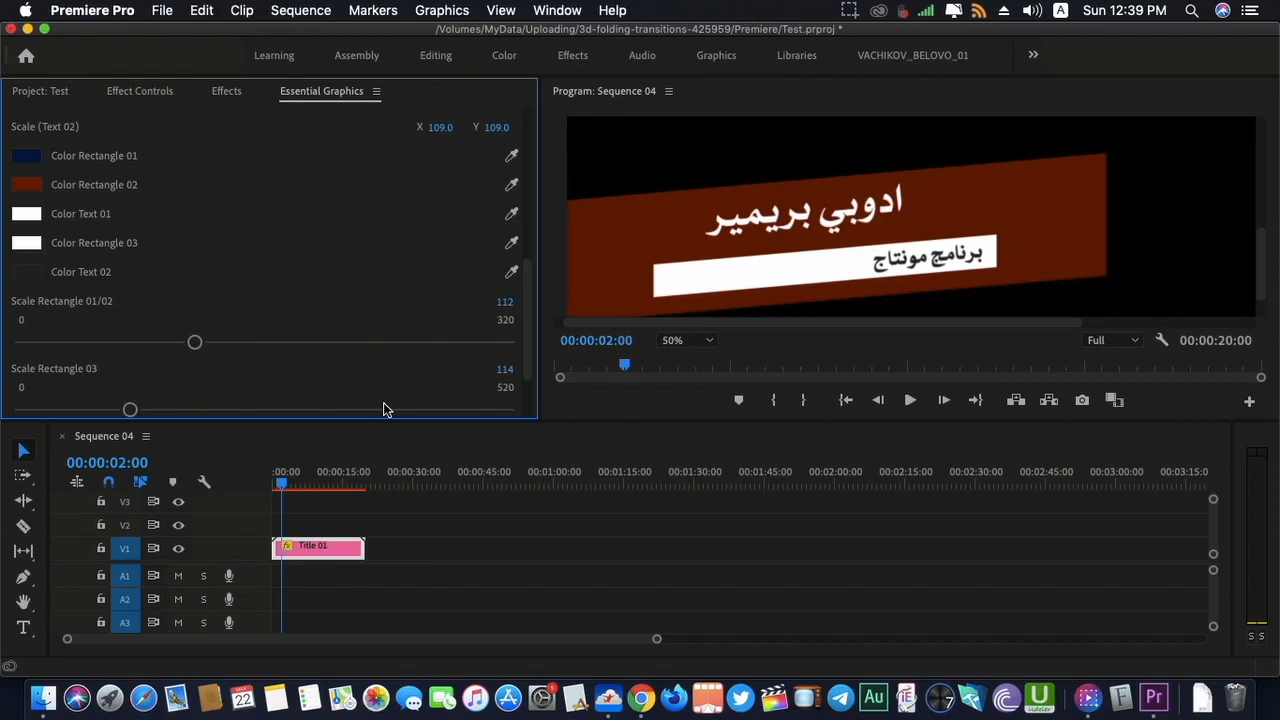 Premiere Pro File Edit Clip Sequence Markers Graphics View Window Help A Sun 12:39 PM
/Volumes/MyData/Uploading/3d-folding-transitions-425959/Premiere/Test.prproj *
Learning Assembly Editing Color Effects Audio Graphics Libraries VACHIKOV_BELOVO_01
Project: Test Effect Controls Effects Essential Graphics
Program: Sequence 04
Scale (Text 02) X 109.0 Y 109.0
Color Rectangle 01
Color Rectangle 02
Color Text 01
Color Rectangle 03
Color Text 02
Scale Rectangle 01/02 112
0 320
Scale Rectangle 03 114
0 520
ادوبي بريمير
برنامج مونتاج
00:00:02:00 50% Full 00:00:20:00
× Sequence 04
00:00:02:00
:00:00 00:00:15:00 00:00:30:00 00:00:45:00 00:01:00:00 00:01:15:00 00:01:30:00 00:01:45:00 00:02:00:00 00:02:15:00 00:02:30:00 00:02:45:00 00:03:00:00 00:03:15:0
V3
V2
V1 fx Title 01
A1 M S
A2 M S
A3 M S
S S
22 Au iE U udeler F Pr